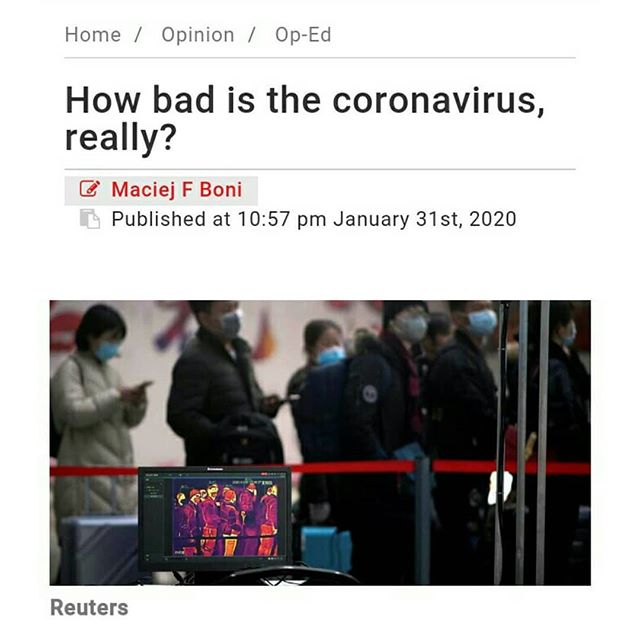 Home / Opinion / Op-Ed
How bad is the coronavirus,
really?
Maciej F Boni
Published at 10:57 pm January 31st, 2020
Reuters